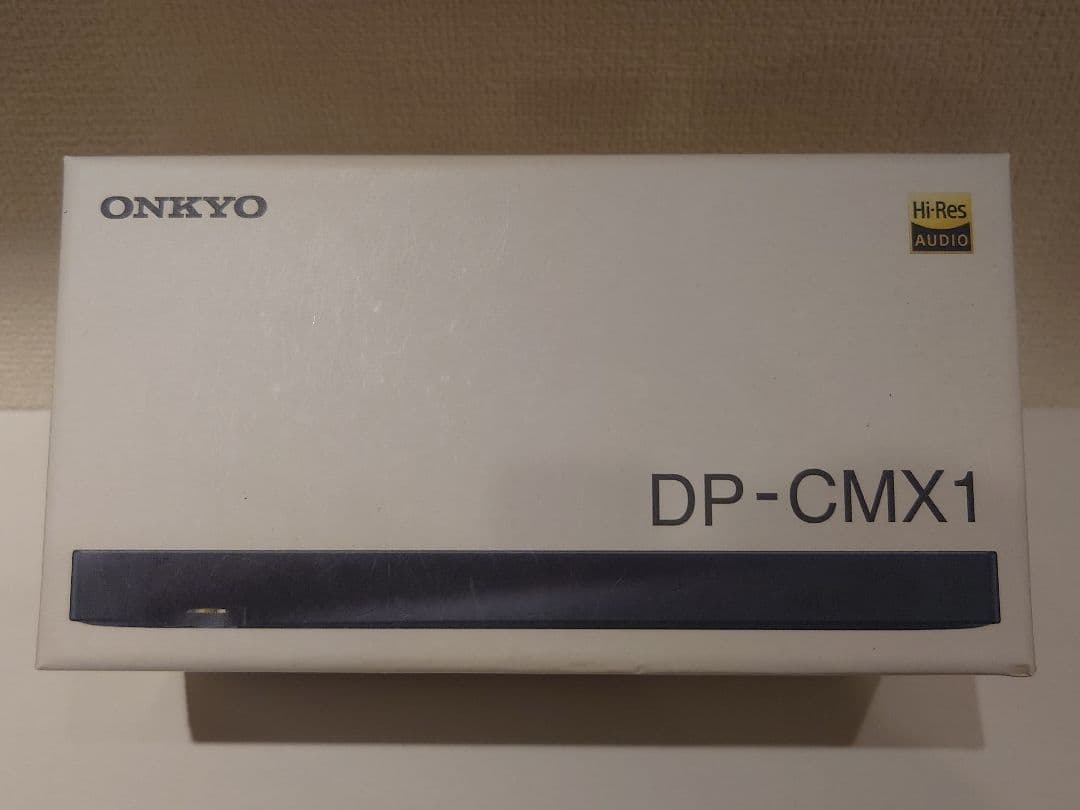 ONKYO
Hi-Res
AUDIO
DP-CMX1